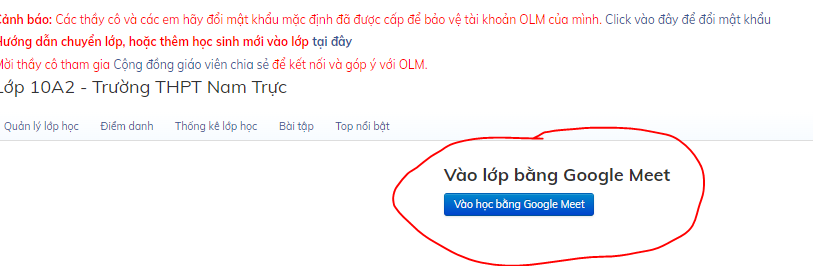 Cảnh báo: Các thầy cô và các em hãy đổi mật khẩu mặc định đã được cấp để bảo vệ tài khoản OLM của mình. Click vào đây để đổi mật khẩu
Hướng dẫn chuyển lớp, hoặc thêm học sinh mới vào lớp tại đây
Mời thầy cô tham gia Cộng đồng giáo viên chia sẻ để kết nối và góp ý với OLM.
Lớp 10A2 - Trường THPT Nam Trực
Quản lý lớp học Điểm danh Thống kê lớp học Bài tập Top nổi bật
Vào lớp bằng Google Meet
Vào học bằng Google Meet